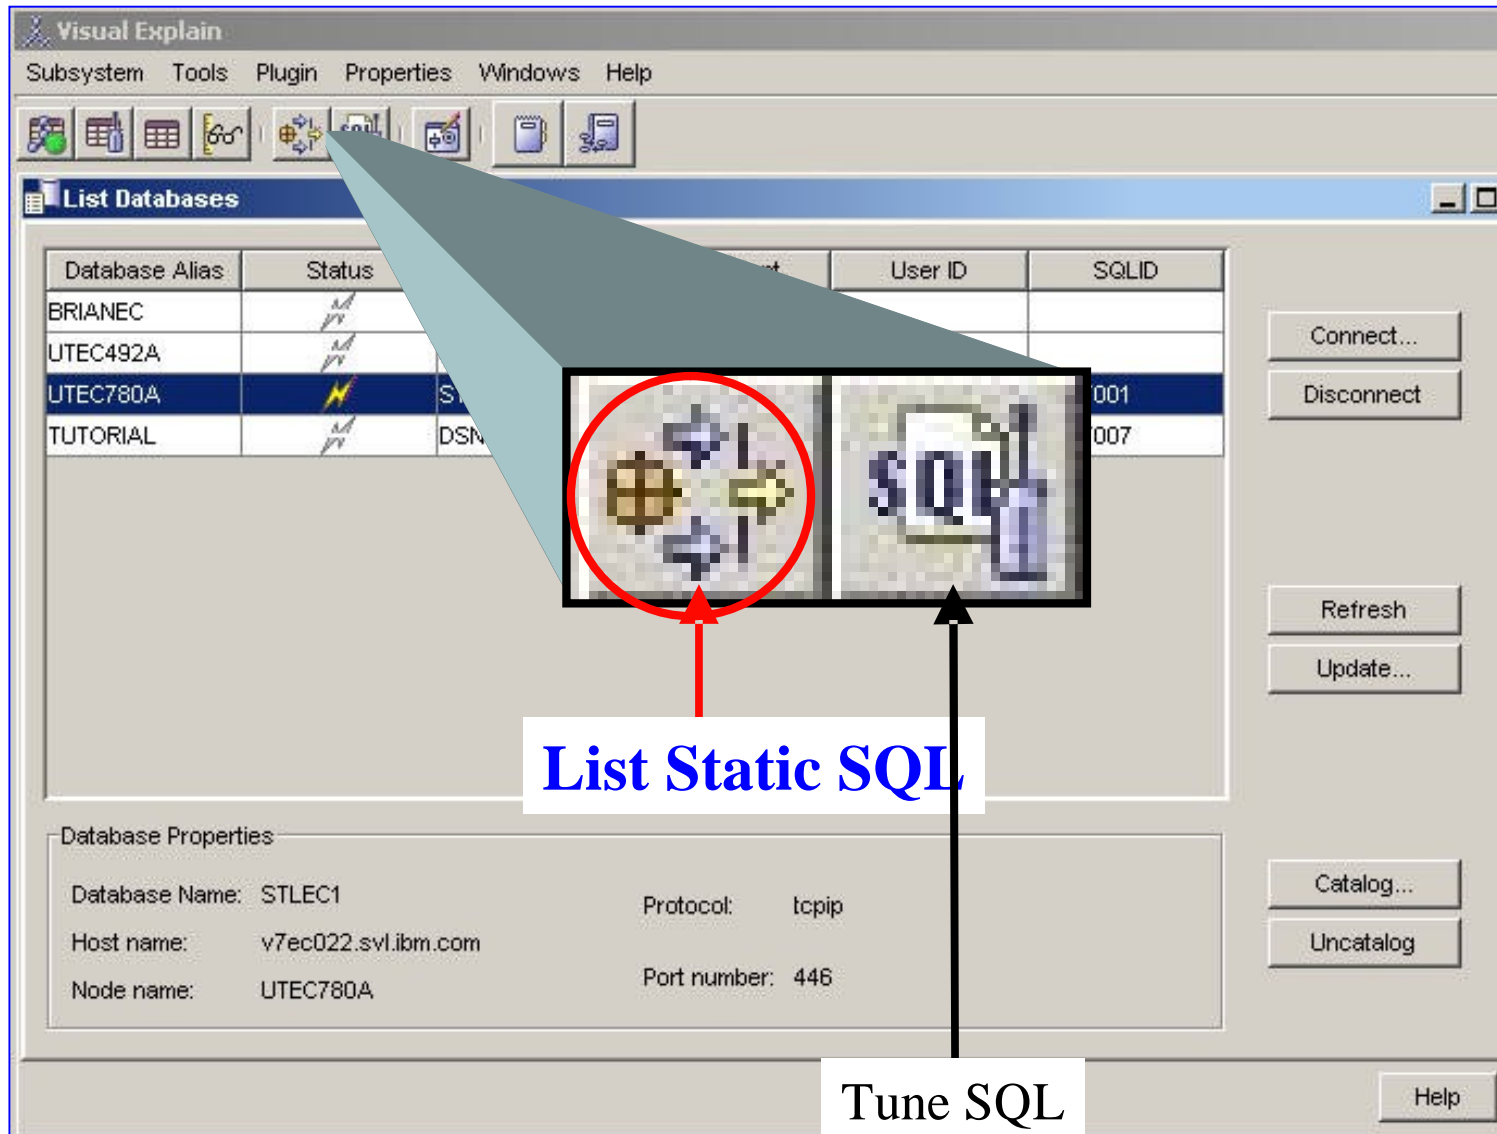 Visual Explain
Subsystem Tools Plugin Properties Windows Help
List Databases
Database Alias Status User ID SQLID
BRIANEC
UTEC492A
UTEC780A 001
TUTORIAL DSN 007
Connect...
Disconnect
SQL
Refresh
Update...
List Static SQL
Database Properties
Database Name: STLEC1
Protocol: tcpip
Host name: v7ec022.svl.ibm.com
Port number: 446
Node name: UTEC780A
Catalog...
Uncatalog
Tune SQL
Help